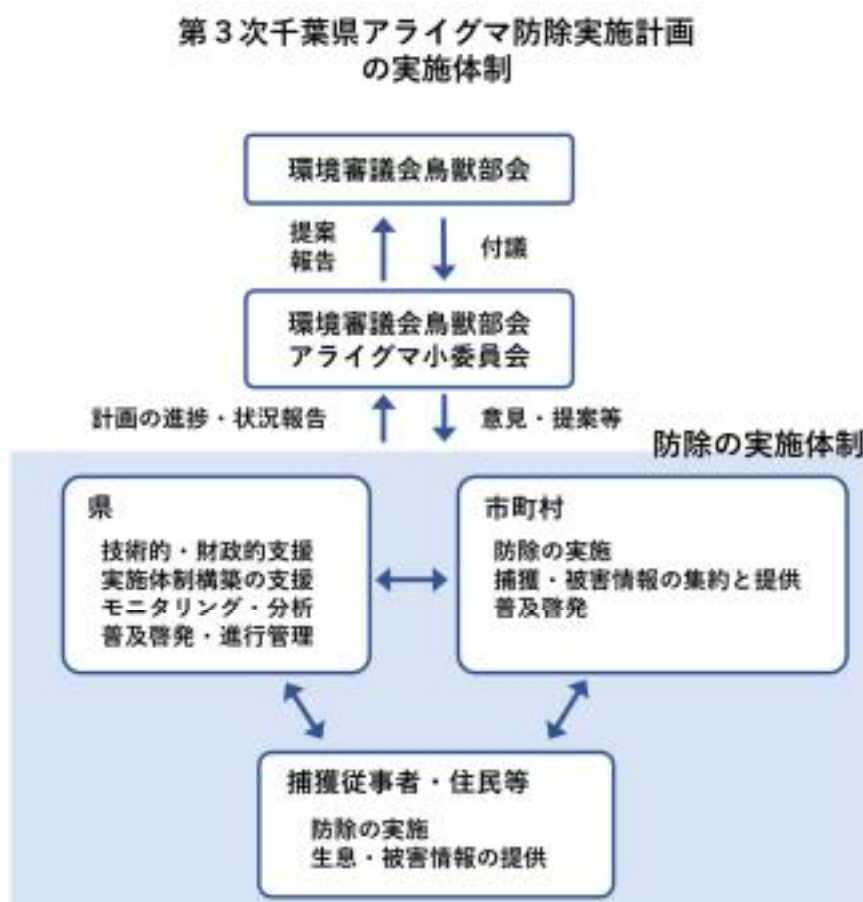 第3次千葉県アライグマ防除実施計画
の実施体制
環境審議会鳥獣部会
提案
報告
付議
環境審議会鳥獣部会
アライグマ小委員会
計画の進捗・状況報告
意見・提案等
防除の実施体制
県
技術的・財政的支援
実施体制構築の支援
モニタリング・分析
普及啓発・進行管理
市町村
防除の実施
捕獲・被害情報の集約と提供
普及啓発
捕獲従事者・住民等
防除の実施
生息・被害情報の提供